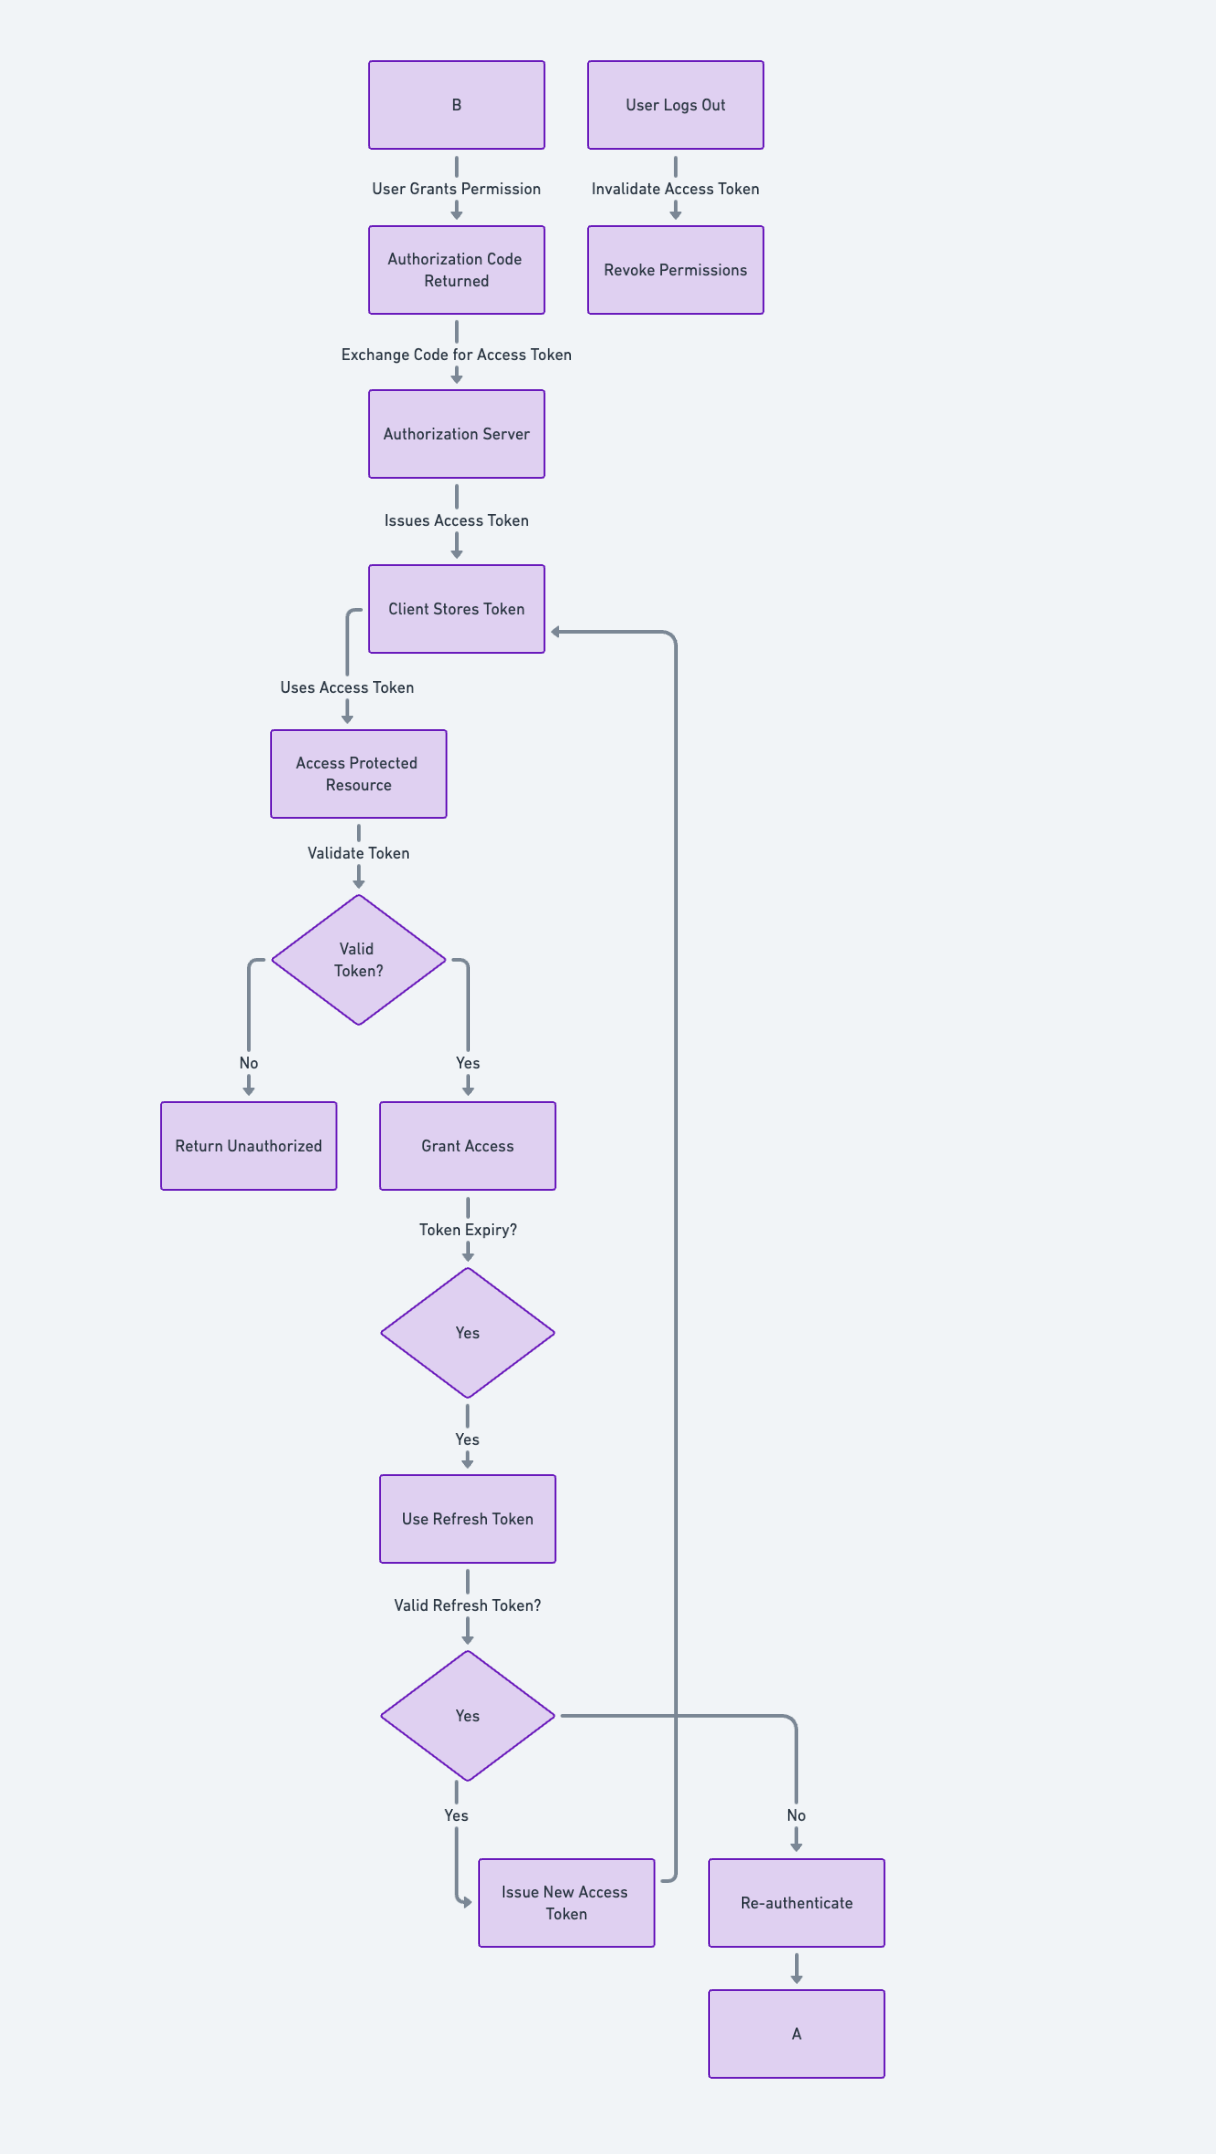 B
User Logs Out
User Grants Permission
Invalidate Access Token
Authorization Code
Returned
Revoke Permissions
Exchange Code for Access Token
Authorization Server
Issues Access Token
Client Stores Token
Uses Access Token
Access Protected
Resource
Validate Token
Valid
Token?
No
Yes
Return Unauthorized
Grant Access
Token Expiry?
Yes
Yes
Use Refresh Token
Valid Refresh Token?
Yes
Yes
No
Issue New Access
Token
Re-authenticate
A